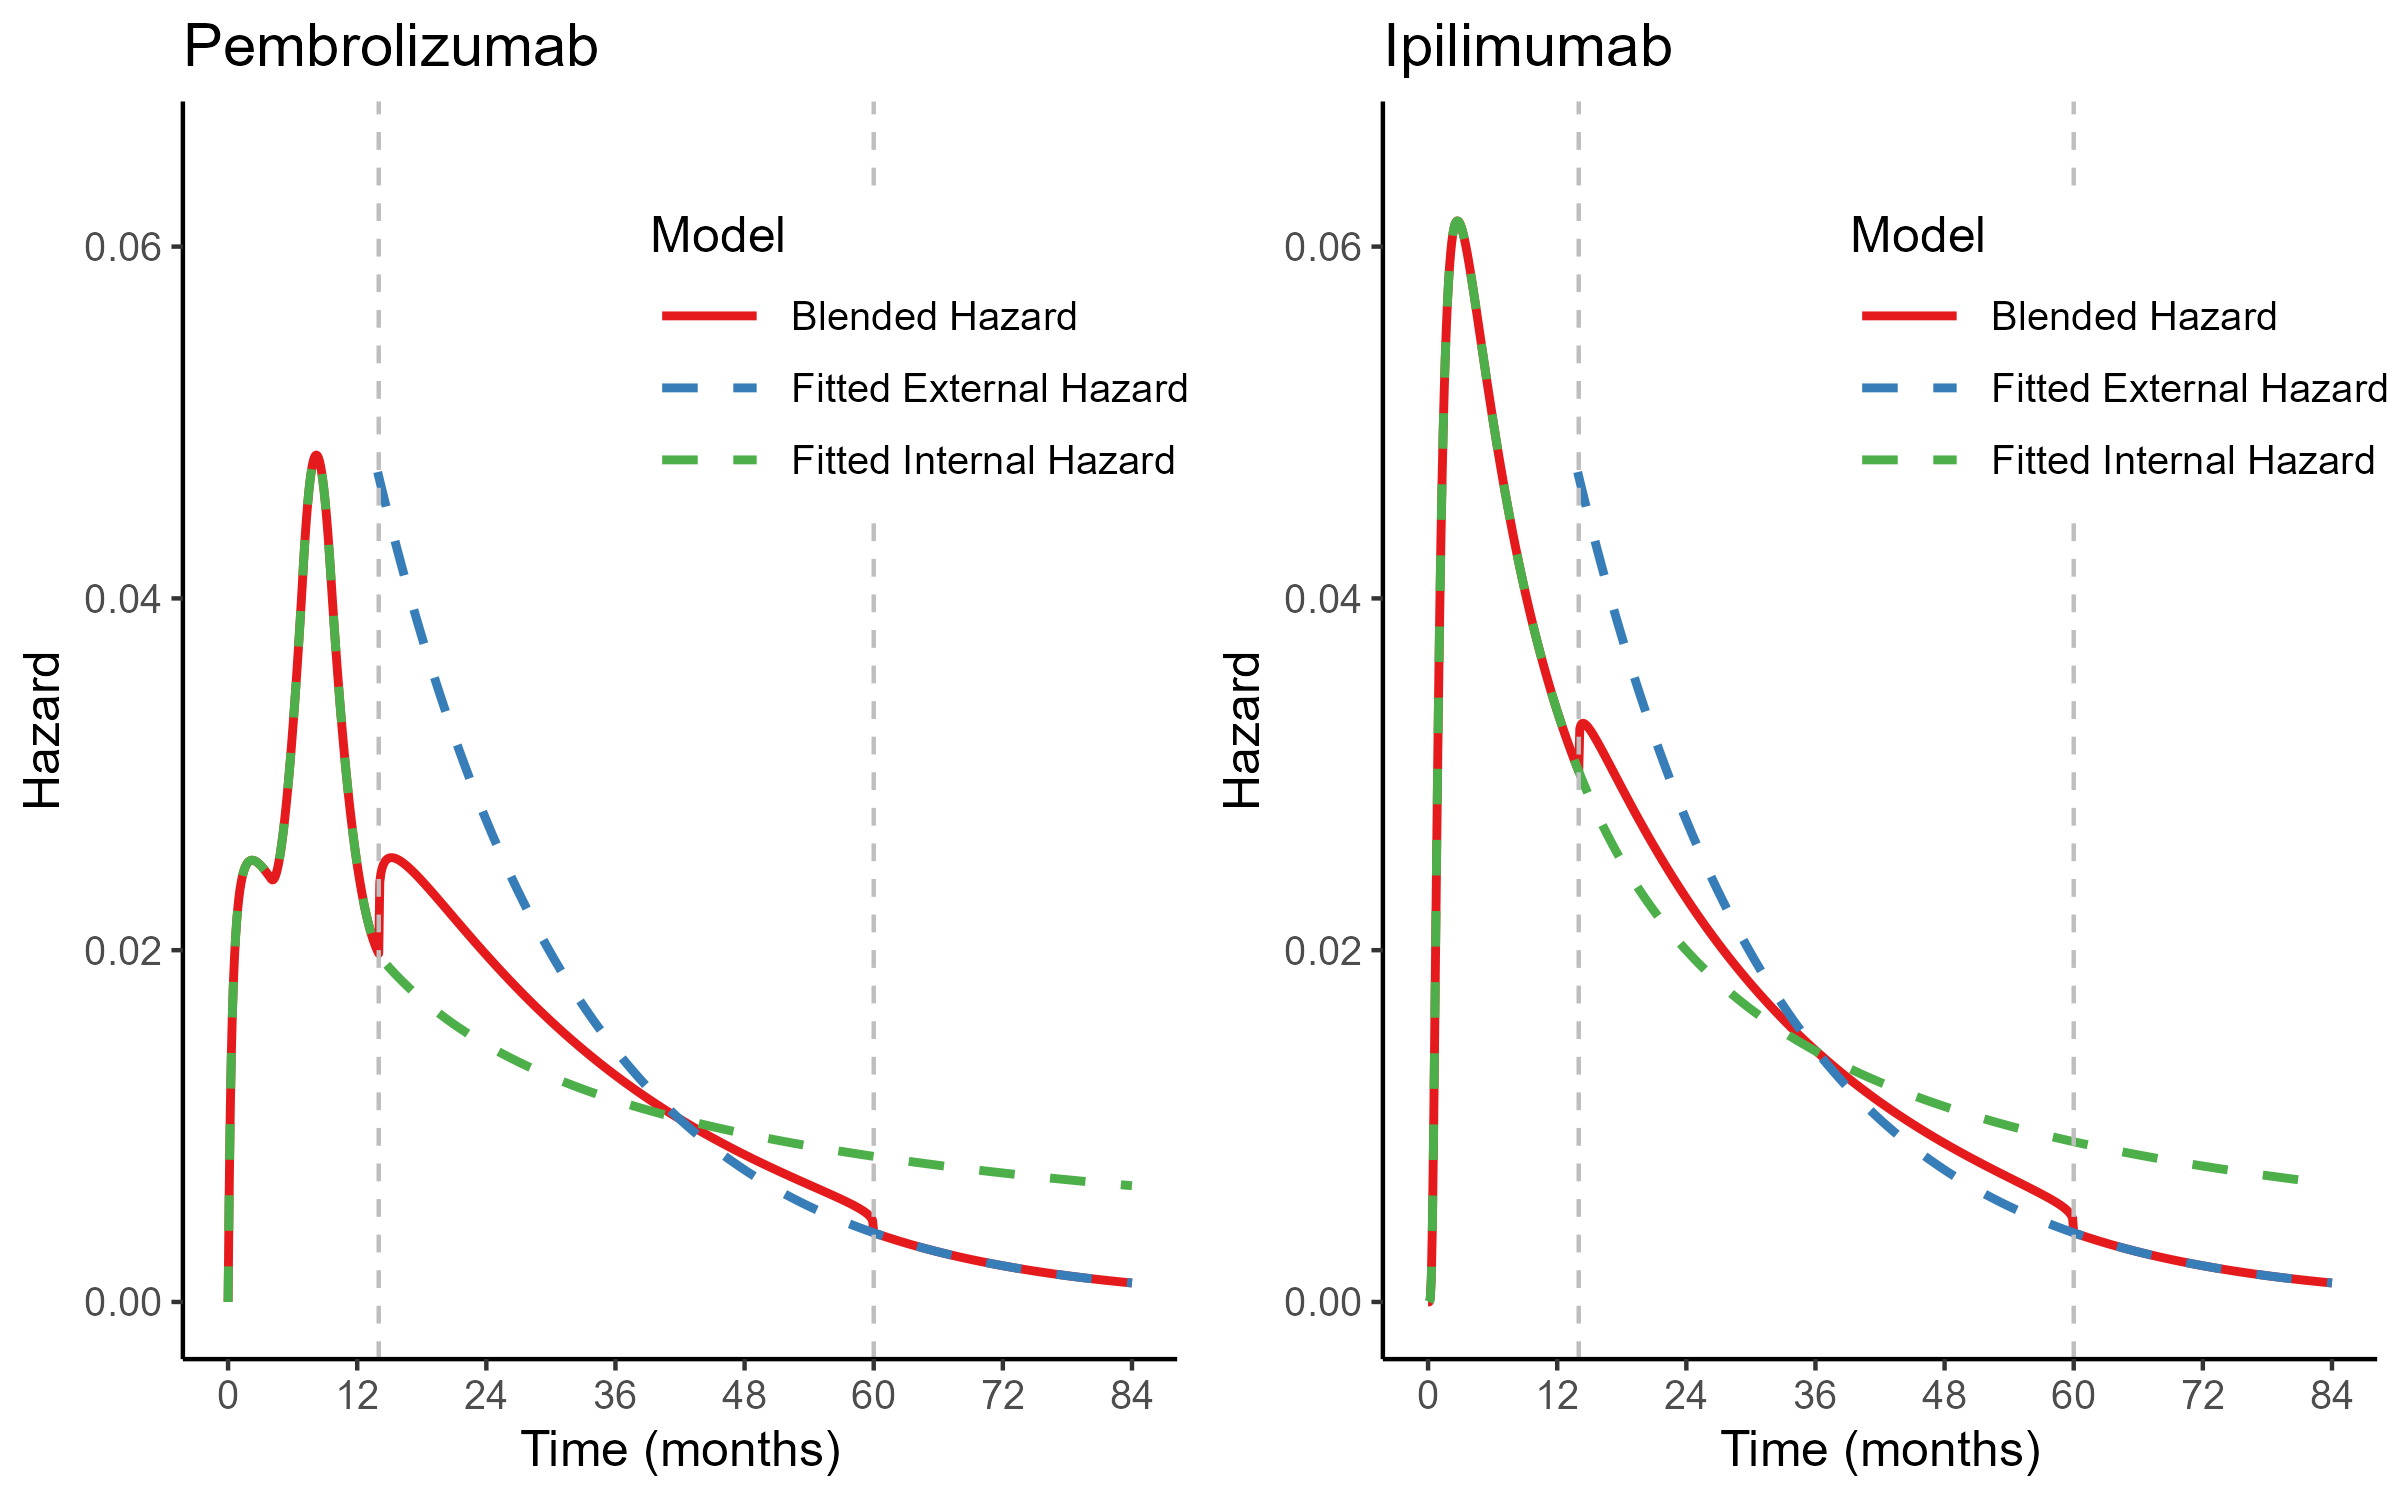 Pembrolizumab
Hazard
0.06
0.04
0.02
0.00
Model
Blended Hazard
Fitted External Hazard
Fitted Internal Hazard
0 12 24 36 48 60 72 84
Time (months)
Ipilimumab
Hazard
0.06
0.04
0.02
0.00
Model
Blended Hazard
Fitted External Hazard
Fitted Internal Hazard
0 12 24 36 48 60 72 84
Time (months)